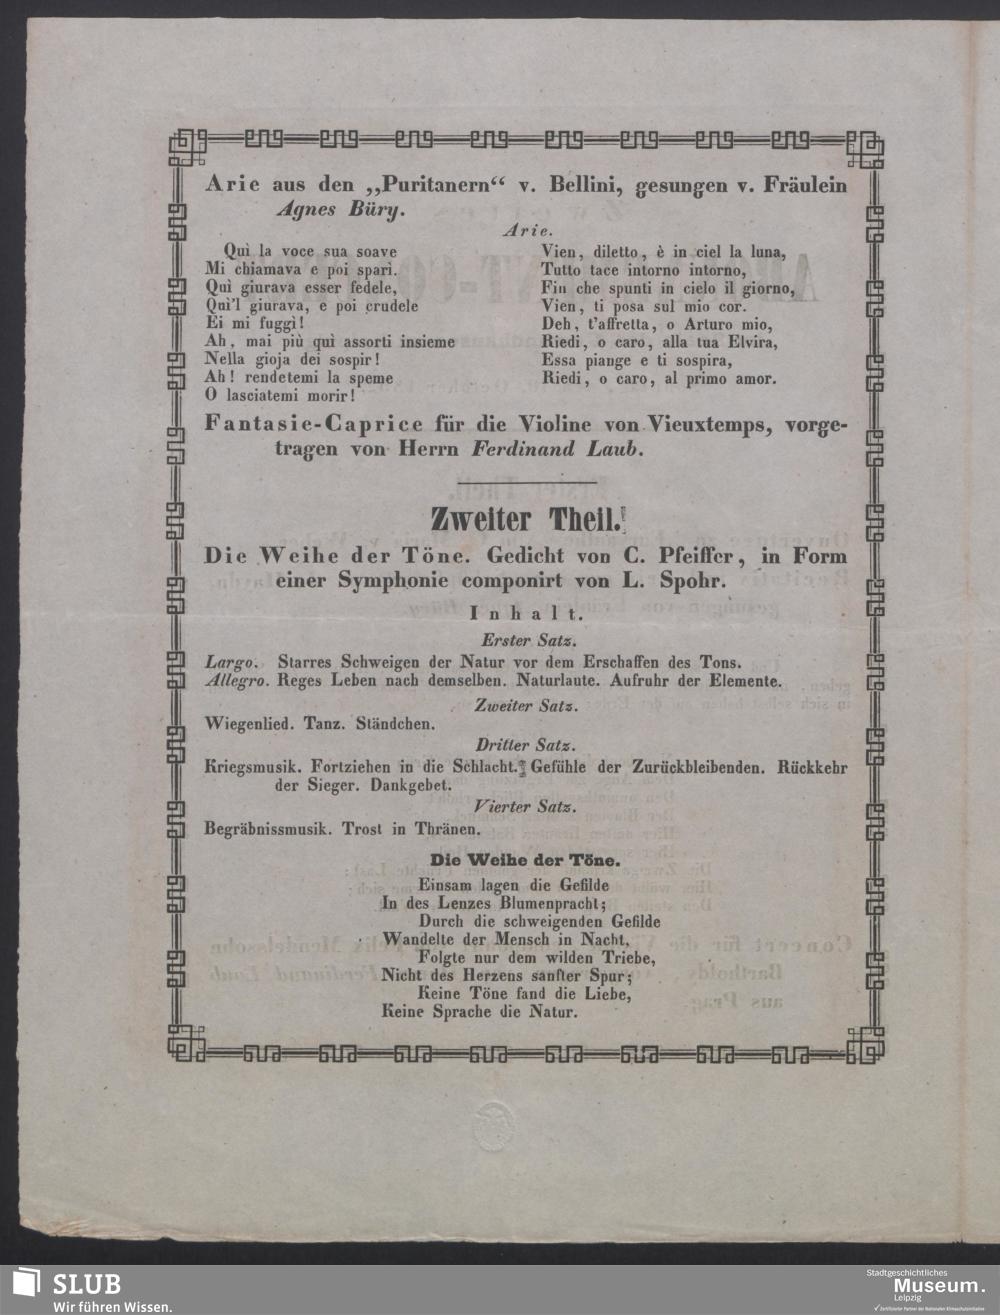 Arie aus den „Puritanern“ v. Bellini, gesungen v. Fräulein
Agnes Büry.
Arie.
Quì la voce sua soave
Mi chiamava e poi sparì.
Quì giurava esser fedele,
Quì'l giurava, e poi crudele
Ei mi fuggì!
Ah, mai più quì assorti insieme
Nella gioja dei sospir!
Ah! rendetemi la speme
O lasciatemi morir!
Vien, diletto, è in ciel la luna,
Tutto tace intorno intorno,
Fin che spunti in cielo il giorno,
Vien, ti posa sul mio cor.
Deh, t'affretta, o Arturo mio,
Riedi, o caro, alla tua Elvira,
Essa piange e ti sospira,
Riedi, o caro, al primo amor.
Fantasie-Caprice für die Violine von Vieuxtemps, vorge-
tragen von Herrn Ferdinand Laub.
Zweiter Theil.
Die Weihe der Töne. Gedicht von C. Pfeiffer, in Form
einer Symphonie componirt von L. Spohr.
Inhalt.
Erster Satz.
Largo. Starres Schweigen der Natur vor dem Erschaffen des Tons.
Allegro. Reges Leben nach demselben. Naturlaute. Aufruhr der Elemente.
Zweiter Satz.
Wiegenlied. Tanz. Ständchen.
Dritter Satz.
Kriegsmusik. Fortziehen in die Schlacht. Gefühle der Zurückbleibenden. Rückkehr
der Sieger. Dankgebet.
Vierter Satz.
Begräbnissmusik. Trost in Thränen.
Die Weihe der Töne.
Einsam lagen die Gefilde
In des Lenzes Blumenpracht;
Durch die schweigenden Gefilde
Wandelte der Mensch in Nacht,
Folgte nur dem wilden Triebe,
Nicht des Herzens sanfter Spur;
Keine Töne fand die Liebe,
Keine Sprache die Natur.
SLUB
Wir führen Wissen.
Stadtgeschichtliches
Museum.
Leipzig
Zertifizierter Partner der Nationalen Klimaschutzinitiative